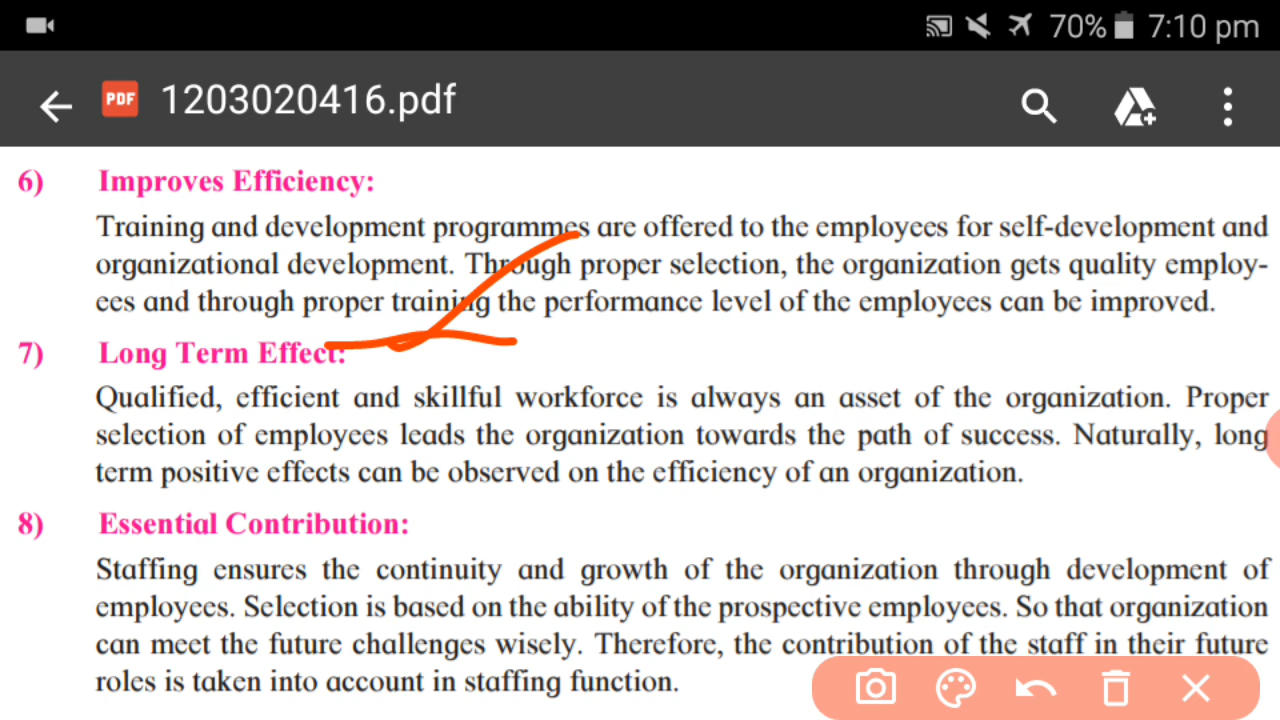 70% 7:10 pm
PDF 1203020416.pdf
6) Improves Efficiency:
Training and development programmes are offered to the employees for self-development and
organizational development. Through proper selection, the organization gets quality employ-
ees and through proper training the performance level of the employees can be improved.
7) Long Term Effect:
Qualified, efficient and skillful workforce is always an asset of the organization. Proper
selection of employees leads the organization towards the path of success. Naturally, long
term positive effects can be observed on the efficiency of an organization.
8) Essential Contribution:
Staffing ensures the continuity and growth of the organization through development of
employees. Selection is based on the ability of the prospective employees. So that organization
can meet the future challenges wisely. Therefore, the contribution of the staff in their future
roles is taken into account in staffing function.